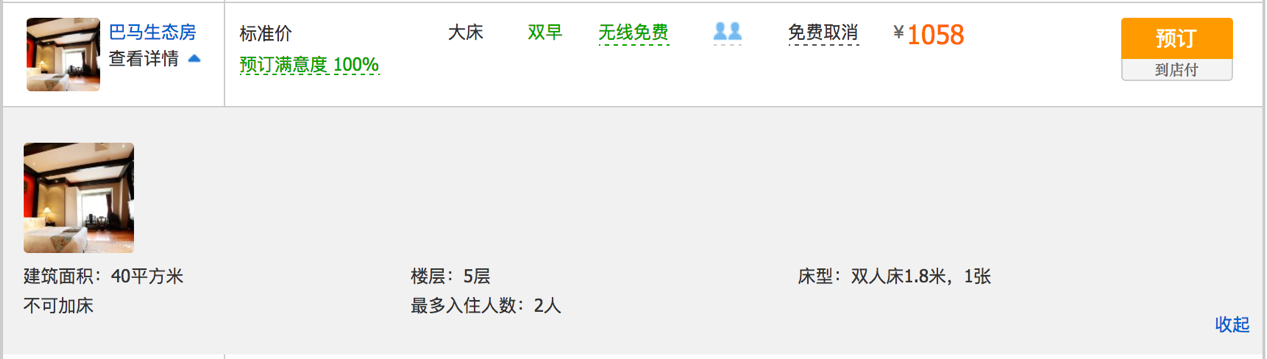 巴马生态房 标准价 大床 双早 无线免费 免费取消 ¥1058 预订
查看详情 预订满意度 100% 到店付
建筑面积：40平方米 楼层：5层 床型：双人床1.8米，1张
不可加床 最多入住人数：2人
收起